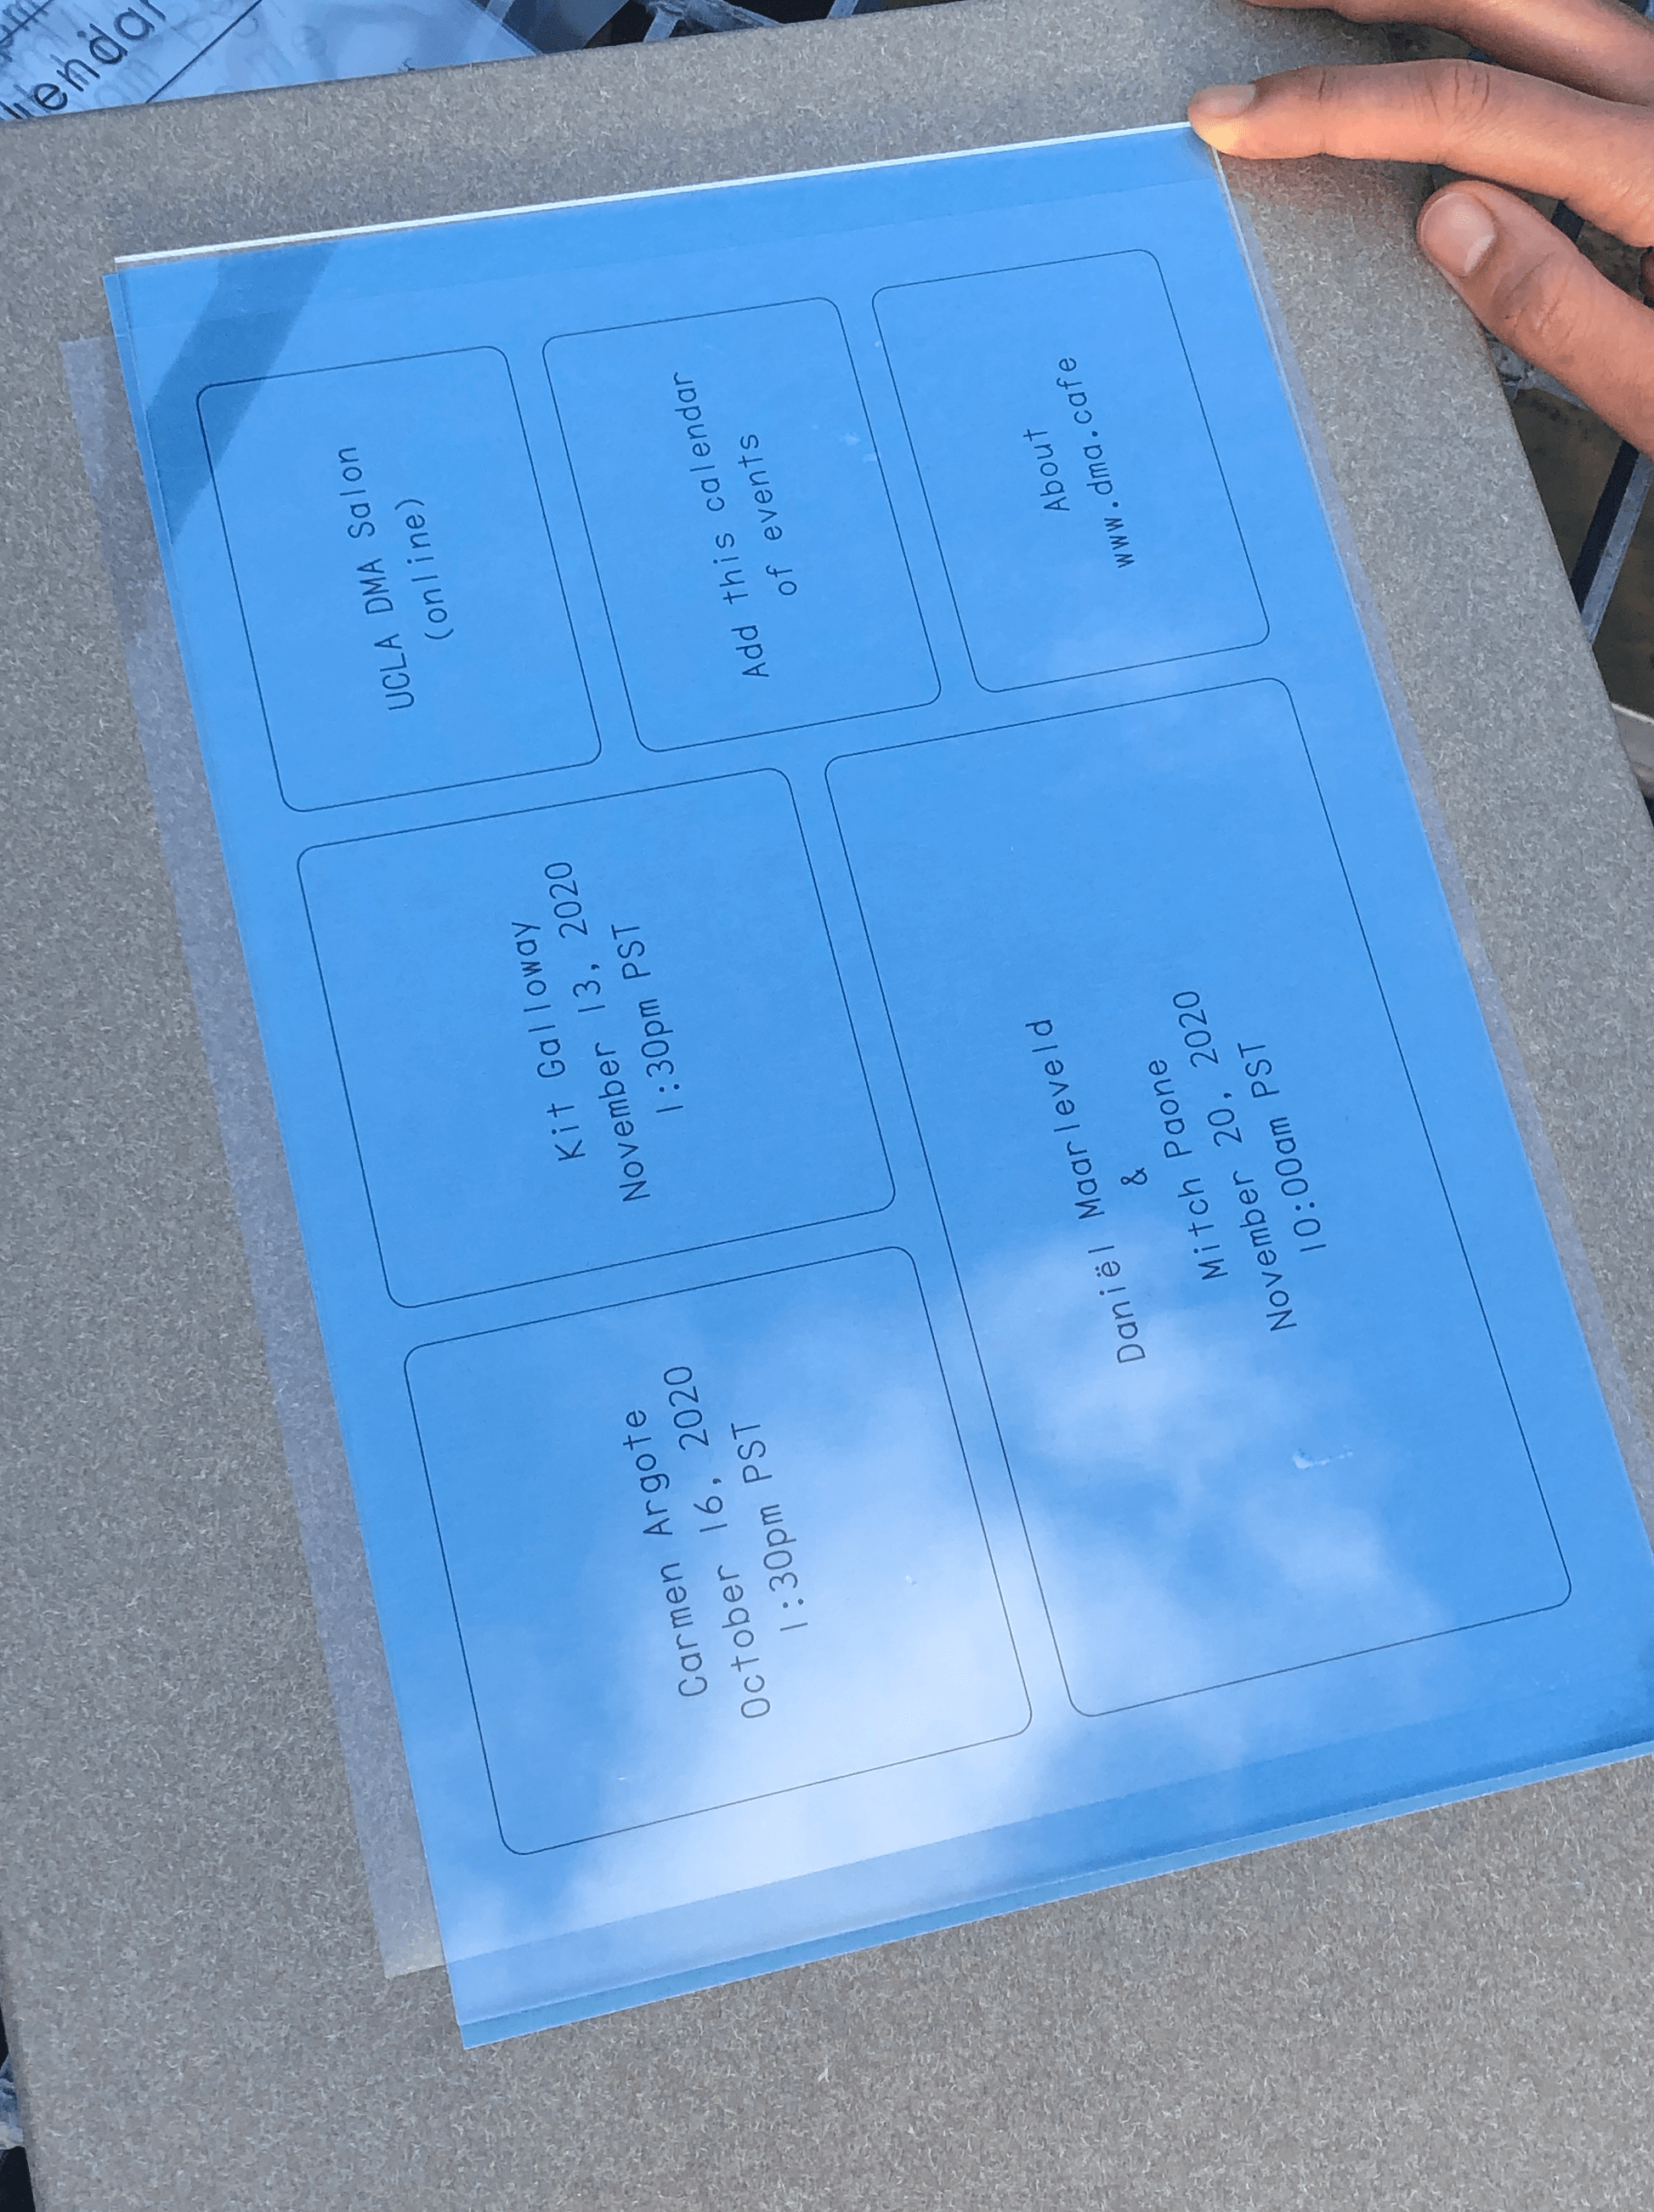 lendar
UCLA DMA Salon
(online)
Add this calendar
of events
About
www.dma.cafe
Kit Galloway
November 13, 2020
1:30pm PST
Carmen Argote
October 16, 2020
1:30pm PST
Daniël Maarleveld
&
Mitch Paone
November 20, 2020
10:00am PST